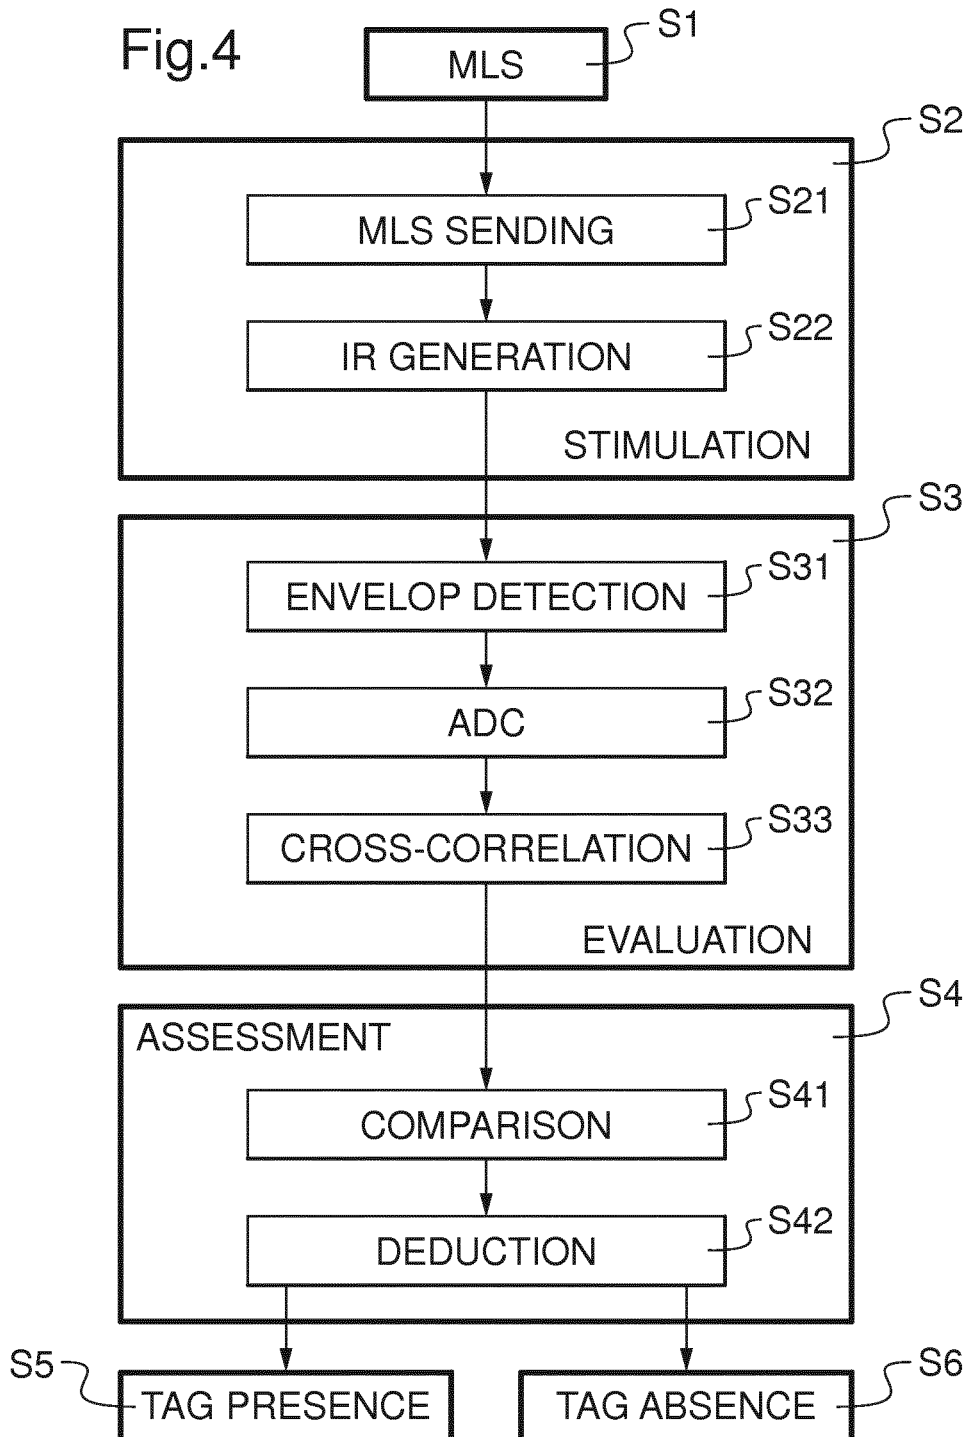 Fig.4
S1
MLS
S2
S21
MLS SENDING
S22
IR GENERATION
STIMULATION
S3
S31
ENVELOP DETECTION
S32
ADC
S33
CROSS-CORRELATION
EVALUATION
S4
ASSESSMENT
S41
COMPARISON
S42
DEDUCTION
S5
TAG PRESENCE
S6
TAG ABSENCE